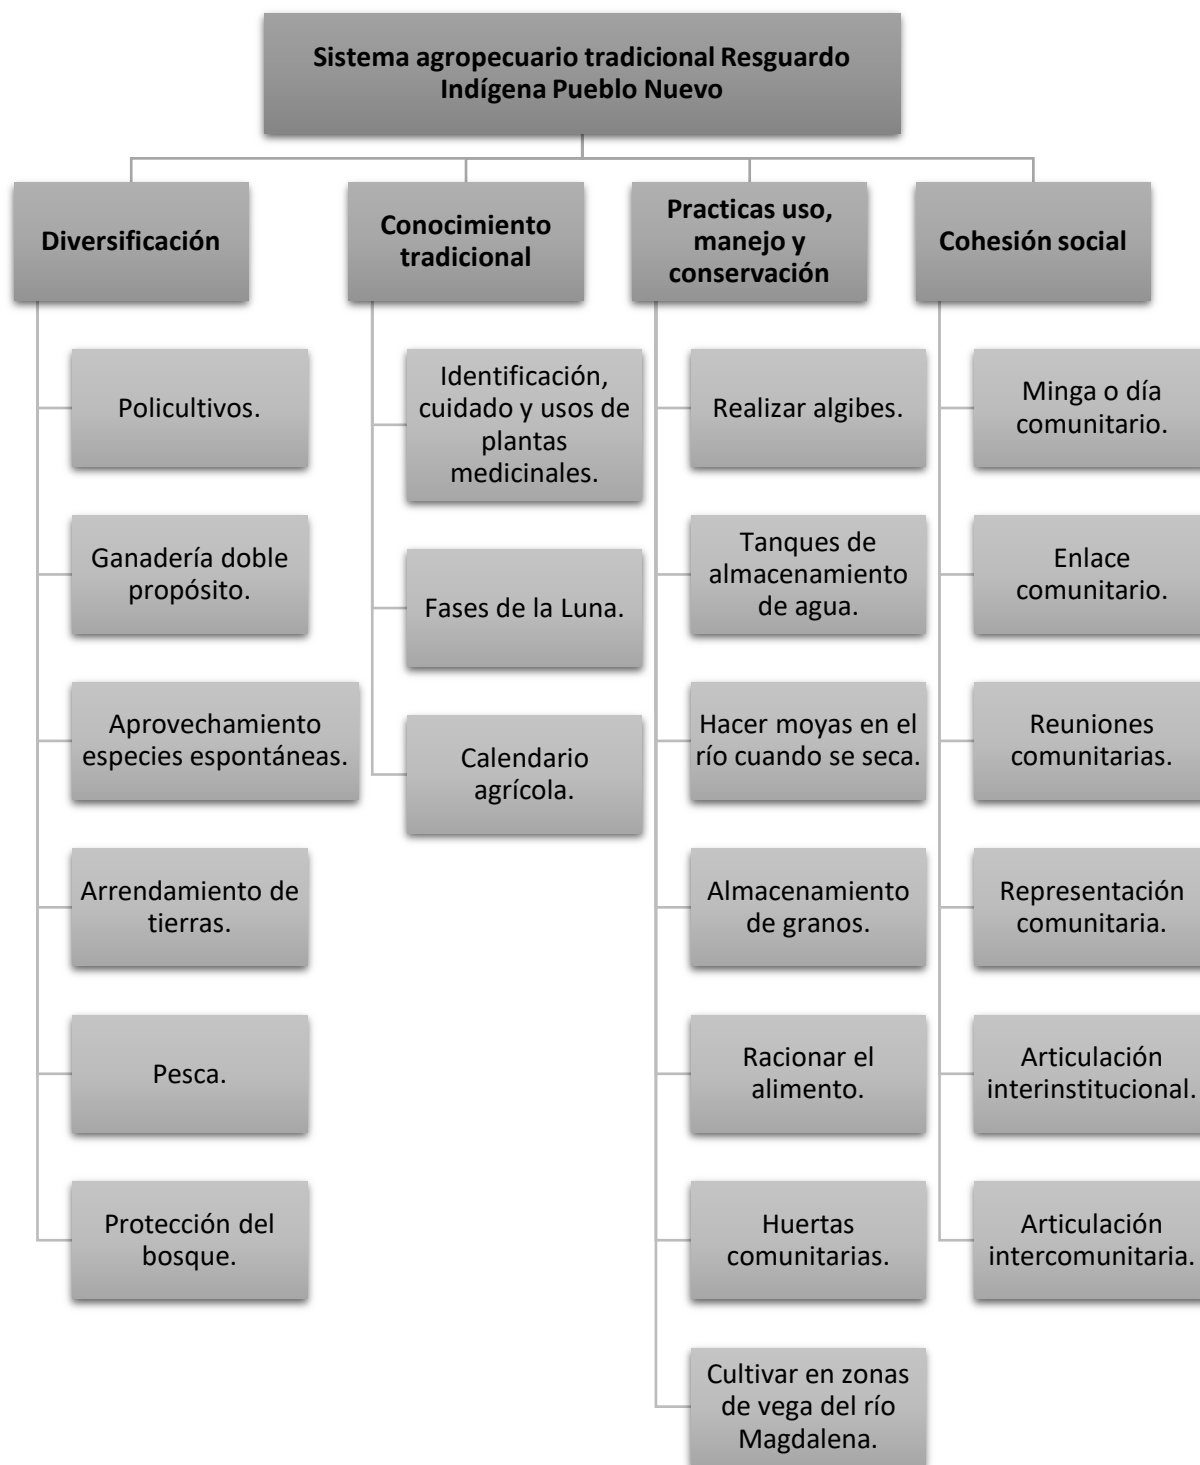 Sistema agropecuario tradicional Resguardo
Indígena Pueblo Nuevo
Diversificación
Policultivos.
Ganadería doble
propósito.
Aprovechamiento
especies espontáneas.
Arrendamiento de
tierras.
Pesca.
Protección del
bosque.
Conocimiento
tradicional
Identificación,
cuidado y usos de
plantas
medicinales.
Fases de la Luna.
Calendario
agrícola.
Practicas uso,
manejo y
conservación
Realizar algibes.
Tanques de
almacenamiento
de agua.
Hacer moyas en el
río cuando se seca.
Almacenamiento
de granos.
Racionar el
alimento.
Huertas
comunitarias.
Cultivar en zonas
de vega del río
Magdalena.
Cohesión social
Minga o día
comunitario.
Enlace
comunitario.
Reuniones
comunitarias.
Representación
comunitaria.
Articulación
interinstitucional.
Articulación
intercomunitaria.